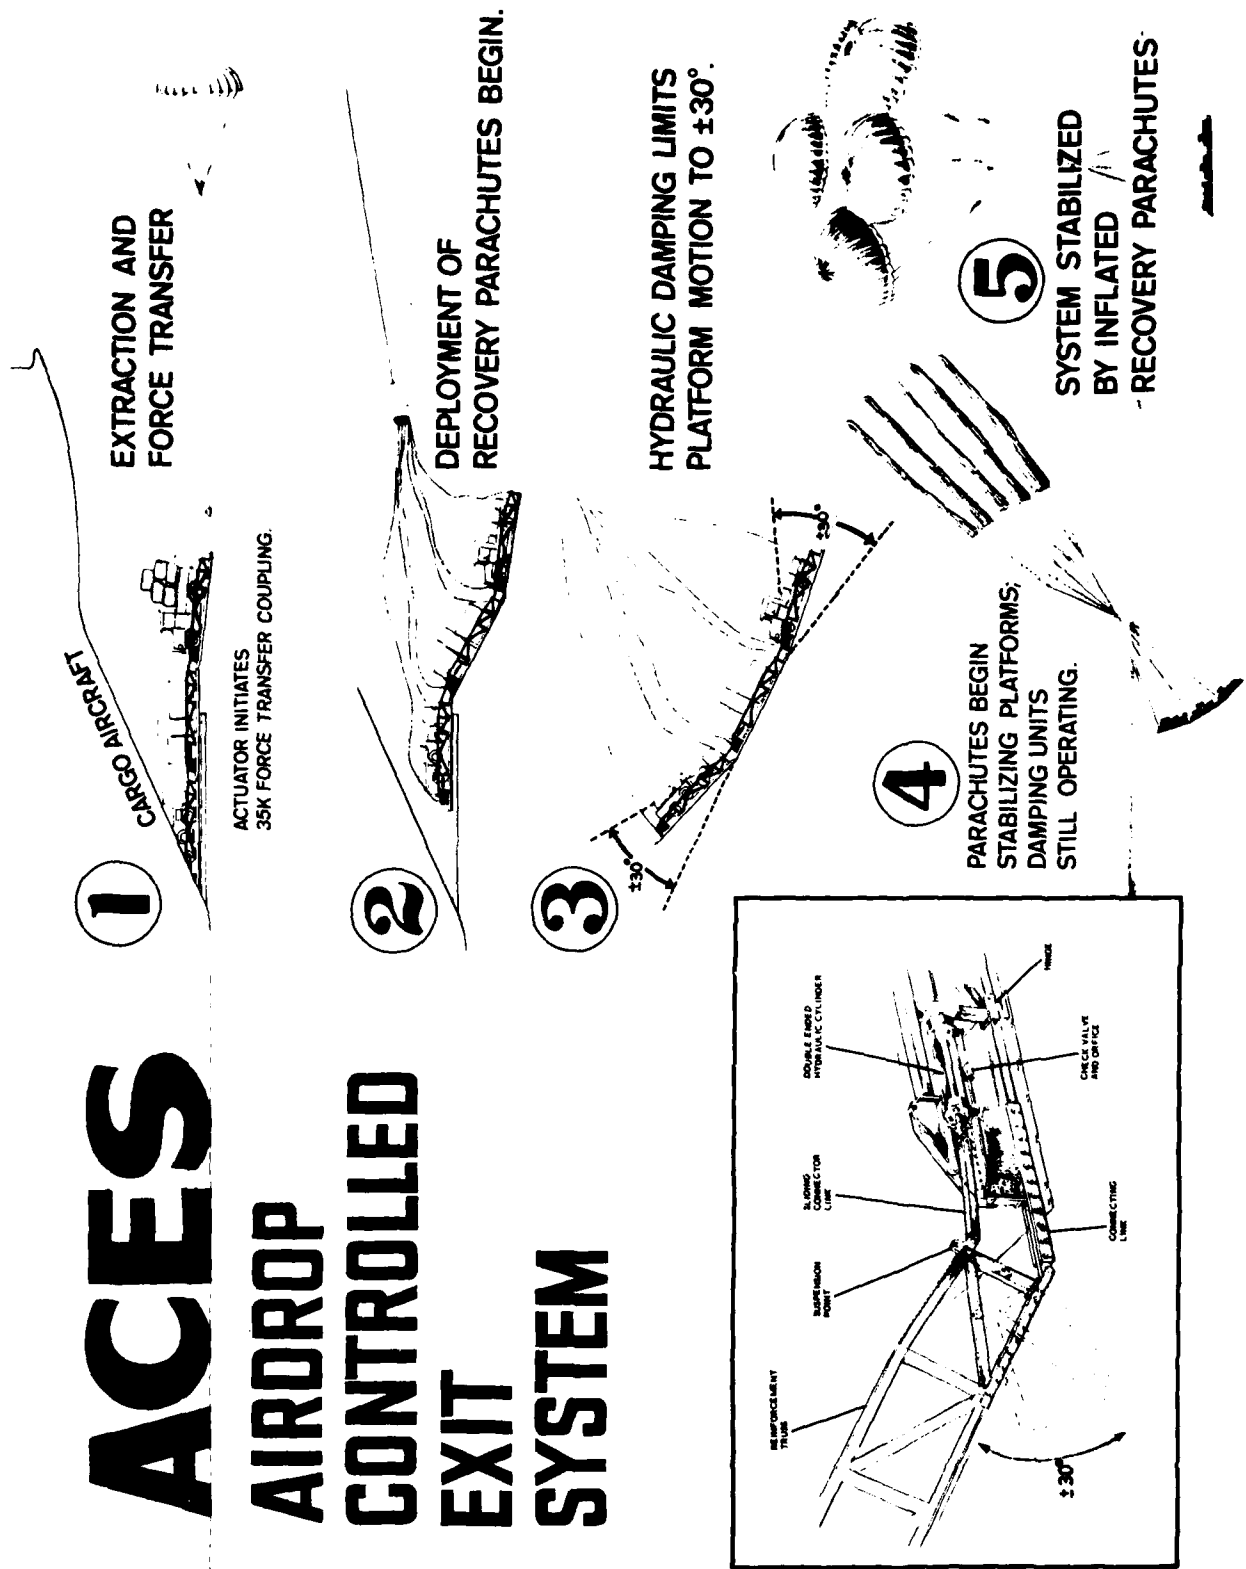 ACES
AIRDROP
CONTROLLED
EXIT
SYSTEM
1
CARGO AIRCRAFT
EXTRACTION AND
FORCE TRANSFER
ACTUATOR INITIATES
35K FORCE TRANSFER COUPLING.
2
DEPLOYMENT OF
RECOVERY PARACHUTES BEGIN.
3
HYDRAULIC DAMPING LIMITS
PLATFORM MOTION TO ±30°.
±30°
±30°
4
PARACHUTES BEGIN
STABILIZING PLATFORMS;
DAMPING UNITS
STILL OPERATING.
5
SYSTEM STABILIZED
BY INFLATED
RECOVERY PARACHUTES
REINFORCEMENT
TRUSS
SUSPENSION
POINT
SLIDING
CONNECTOR
LINK
DOUBLE ENDED
HYDRAULIC CYLINDER
HINGE
CHECK VALVE
AND ORFICE
CONNECTING
LINK
±30°